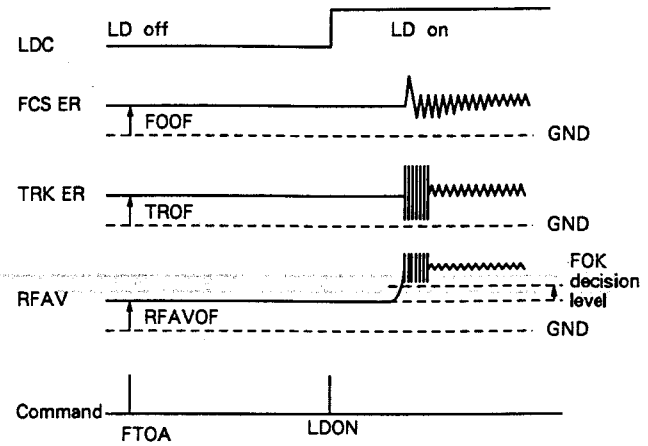 LDC
LD off
LD on
FCS ER
FOOF
GND
TRK ER
TROF
GND
RFAV
RFAVOF
FOK
decision
level
GND
Command
FTOA
LDON